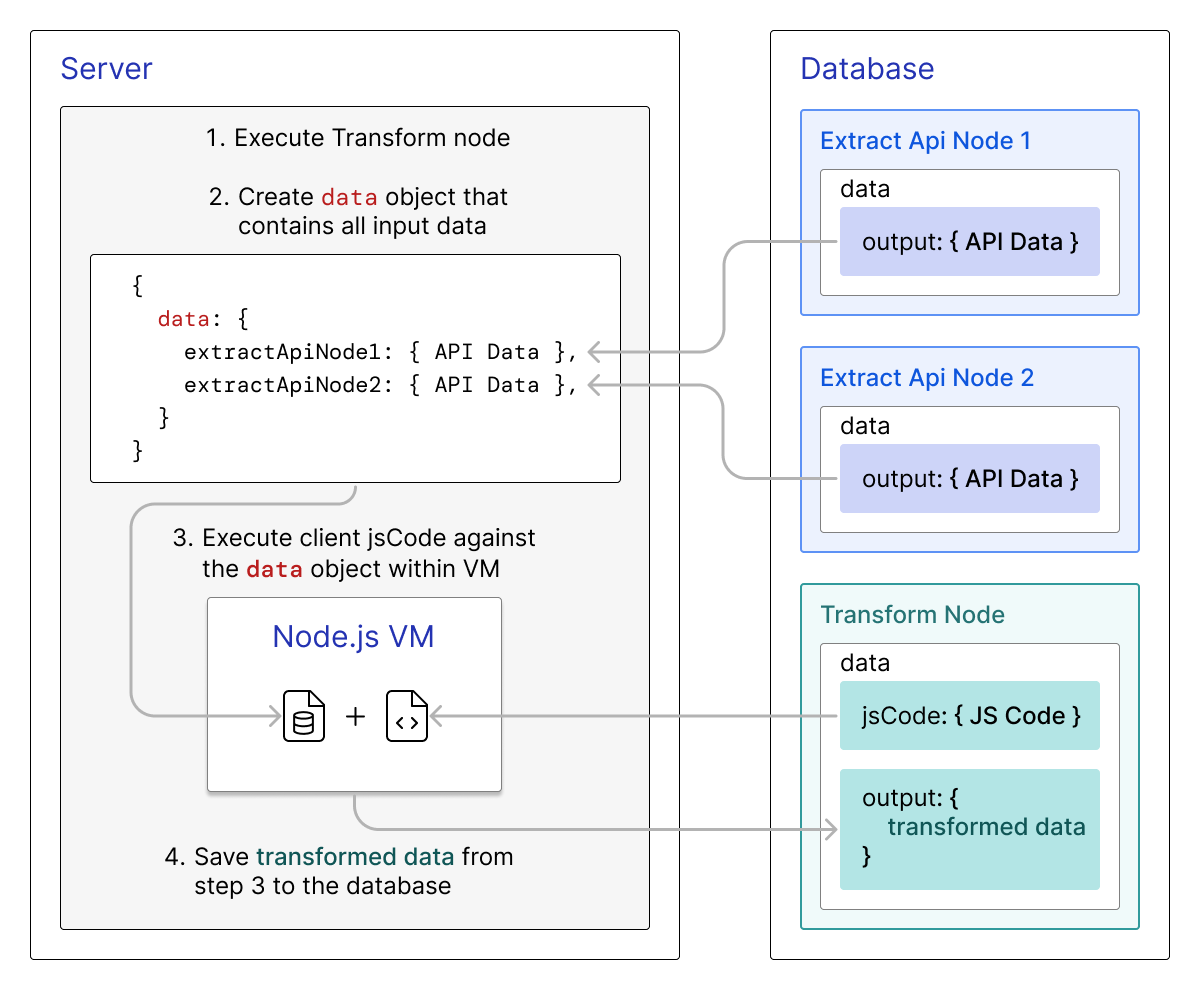 Server
1. Execute Transform node
2. Create data object that
contains all input data
{
data: {
extractApiNode1: { API Data },
extractApiNode2: { API Data },
}
}
3. Execute client jsCode against
the data object within VM
Node.js VM
+
4. Save transformed data from
step 3 to the database
Database
Extract Api Node 1
data
output: { API Data }
Extract Api Node 2
data
output: { API Data }
Transform Node
data
jsCode: { JS Code }
output: {
transformed data
}